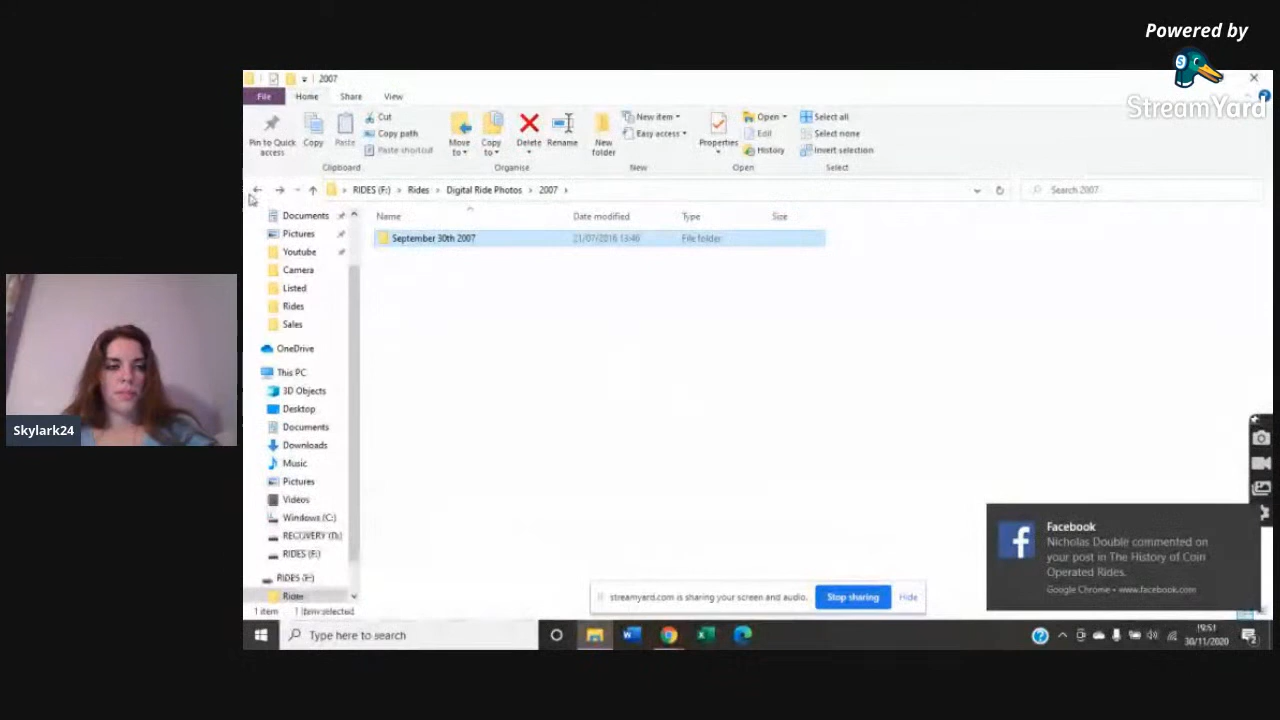 Powered by
StreamYard
2007
File
Home
Share
View
Pin to Quick access
Copy
Paste
Cut
Copy path
Paste shortcut
Clipboard
Move to
Copy to
Delete
Rename
Organise
New folder
New item
Easy access
New
Properties
Open
Edit
History
Open
Select all
Select none
Invert selection
Select
RIDES (F:)
Rides
Digital Ride Photos
2007
Search 2007
Name
Date modified
Type
Size
September 30th 2007
21/07/2016 13:46
File folder
Documents
Pictures
Youtube
Camera
Listed
Rides
Sales
OneDrive
This PC
3D Objects
Desktop
Documents
Downloads
Music
Pictures
Videos
Windows (C:)
RECOVERY (D:)
RIDES (F:)
RIDES (F:)
Rides
1 item
1 item selected
Skylark24
Facebook
Nicholas Double commented on
your post in The History of Coin
Operated Rides.
Google Chrome • www.facebook.com
streamyard.com is sharing your screen and audio.
Stop sharing
Hide
Type here to search
19:51
30/11/2020